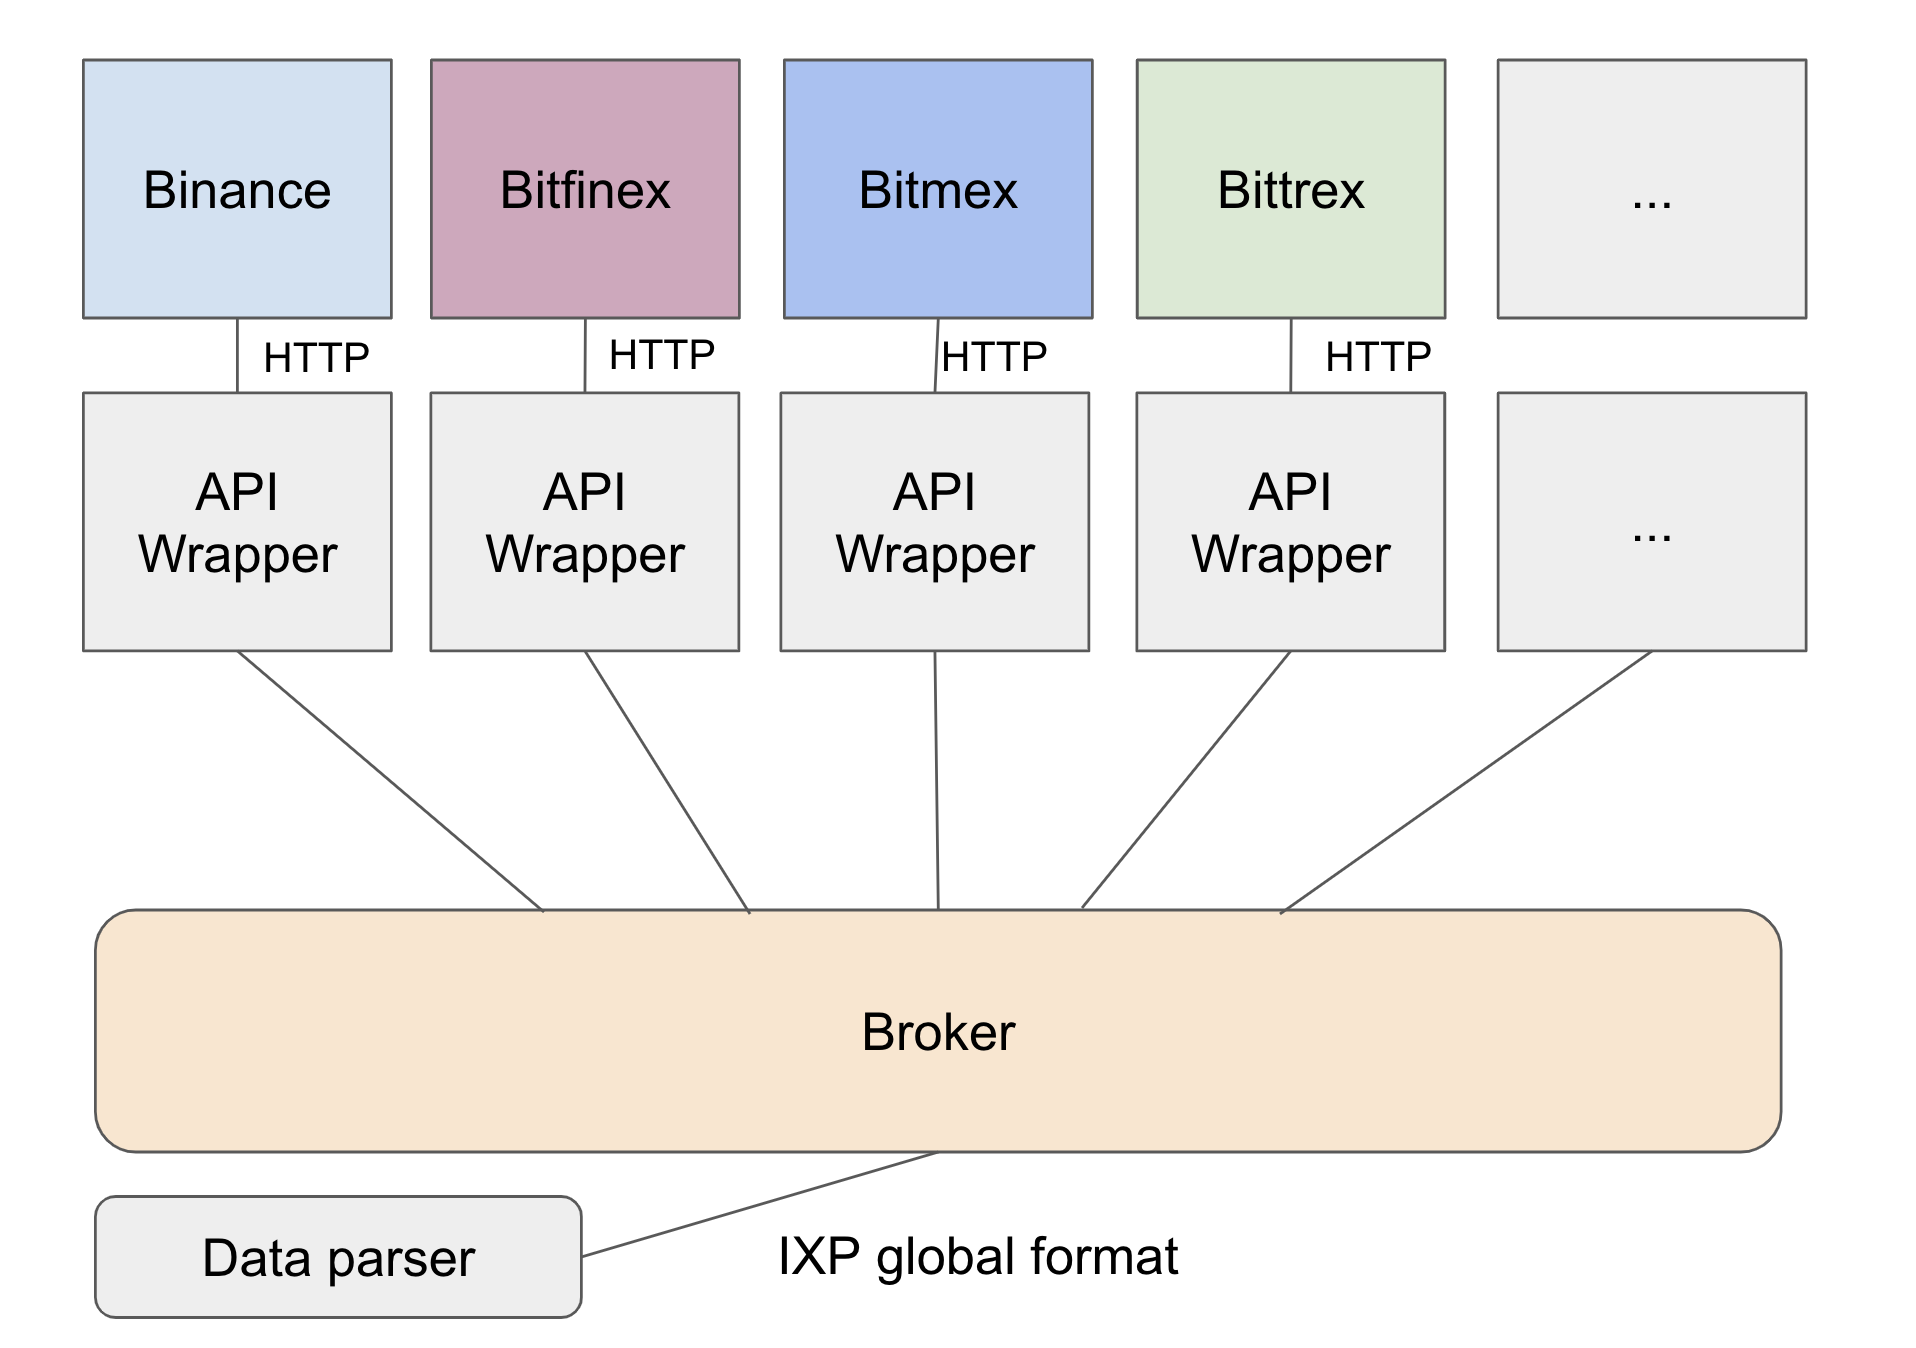 Binance
Bitfinex
Bitmex
Bittrex
...
HTTP
HTTP
HTTP
HTTP
API
Wrapper
API
Wrapper
API
Wrapper
API
Wrapper
...
Broker
Data parser
IXP global format